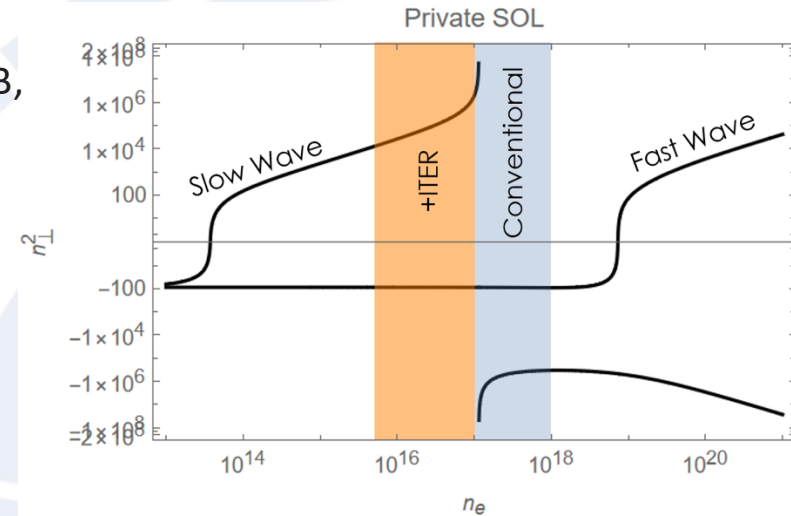 Private SOL
3,
1×10⁶
1×10⁴
100
−100
−1×10⁴
−1×10⁶
n²⊥
Slow Wave
+ITER
Conventional
Fast Wave
10¹⁴
10¹⁶
10¹⁸
10²⁰
nₑ